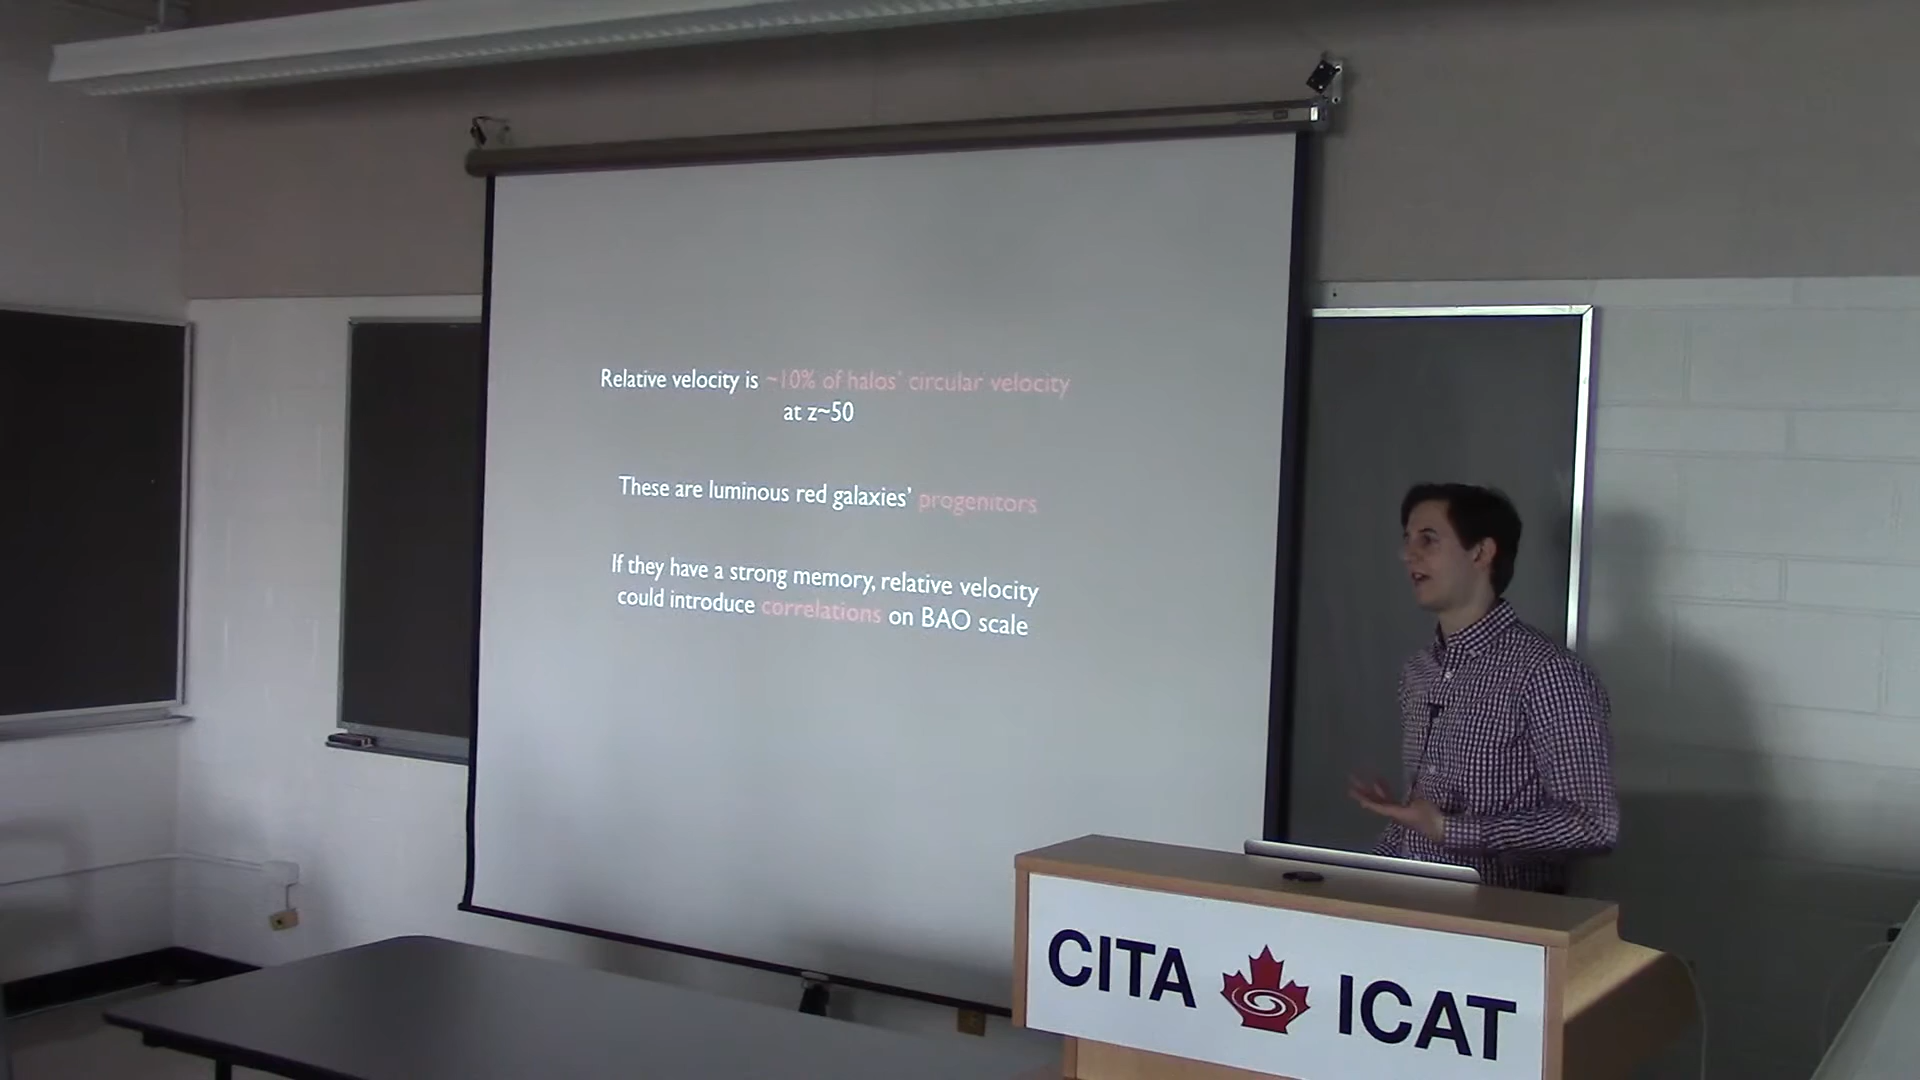 Relative velocity is ~10% of halos' circular velocity
at z~50
These are luminous red galaxies' progenitors
If they have a strong memory, relative velocity
could introduce correlations on BAO scale
CITA ICAT